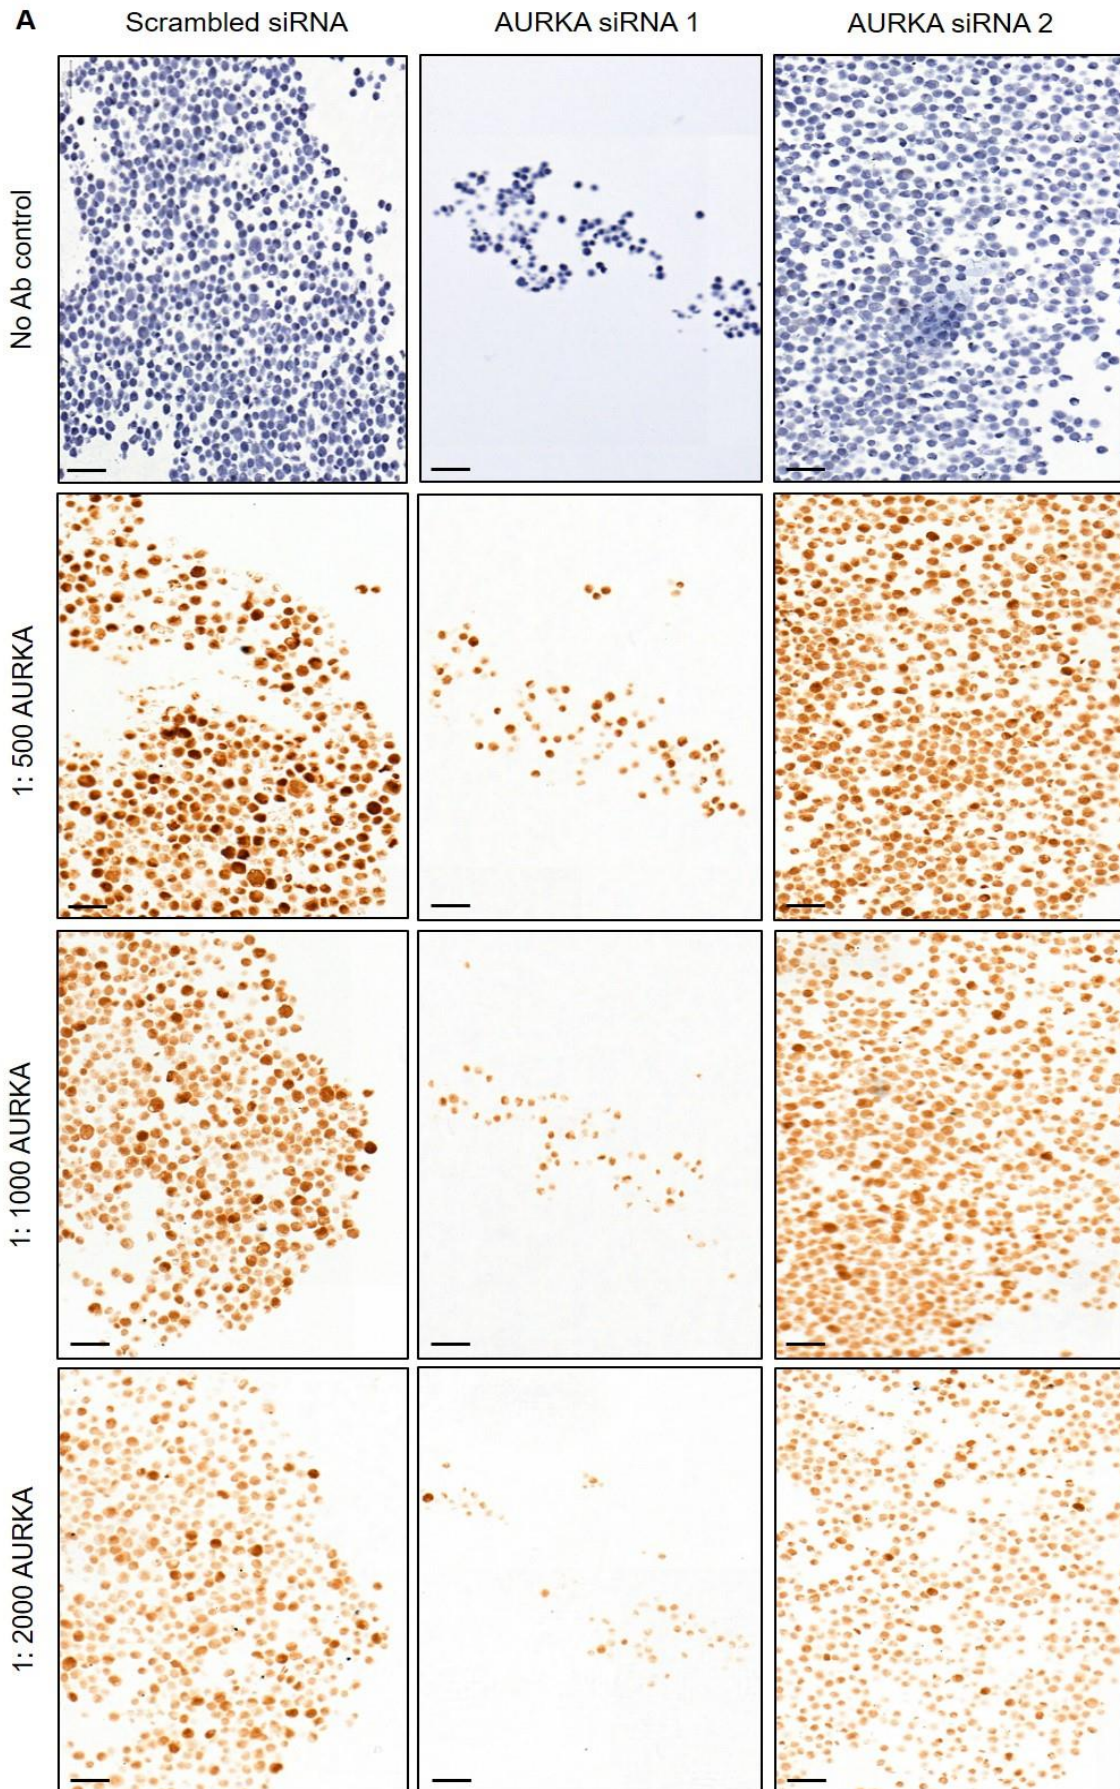 A
Scrambled siRNA
AURKA siRNA 1
AURKA siRNA 2
No Ab control
1: 500 AURKA
1: 1000 AURKA
1: 2000 AURKA